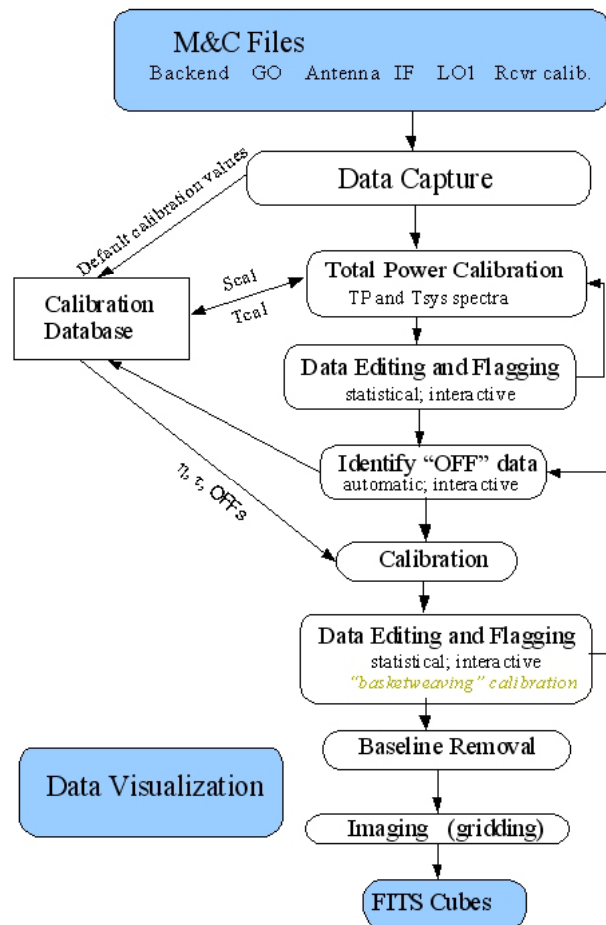 M&C Files
Backend GO Antenna IF LO1 Rcvr calib.
Data Capture
Default calibration values
Total Power Calibration
TP and Tsys spectra
Scal
Tcal
Calibration
Database
Data Editing and Flagging
statistical; interactive
Identify “OFF” data
automatic; interactive
η, τ, OFFs
Calibration
Data Editing and Flagging
statistical; interactive
“basketweaving” calibration
Baseline Removal
Data Visualization
Imaging (gridding)
FITS Cubes